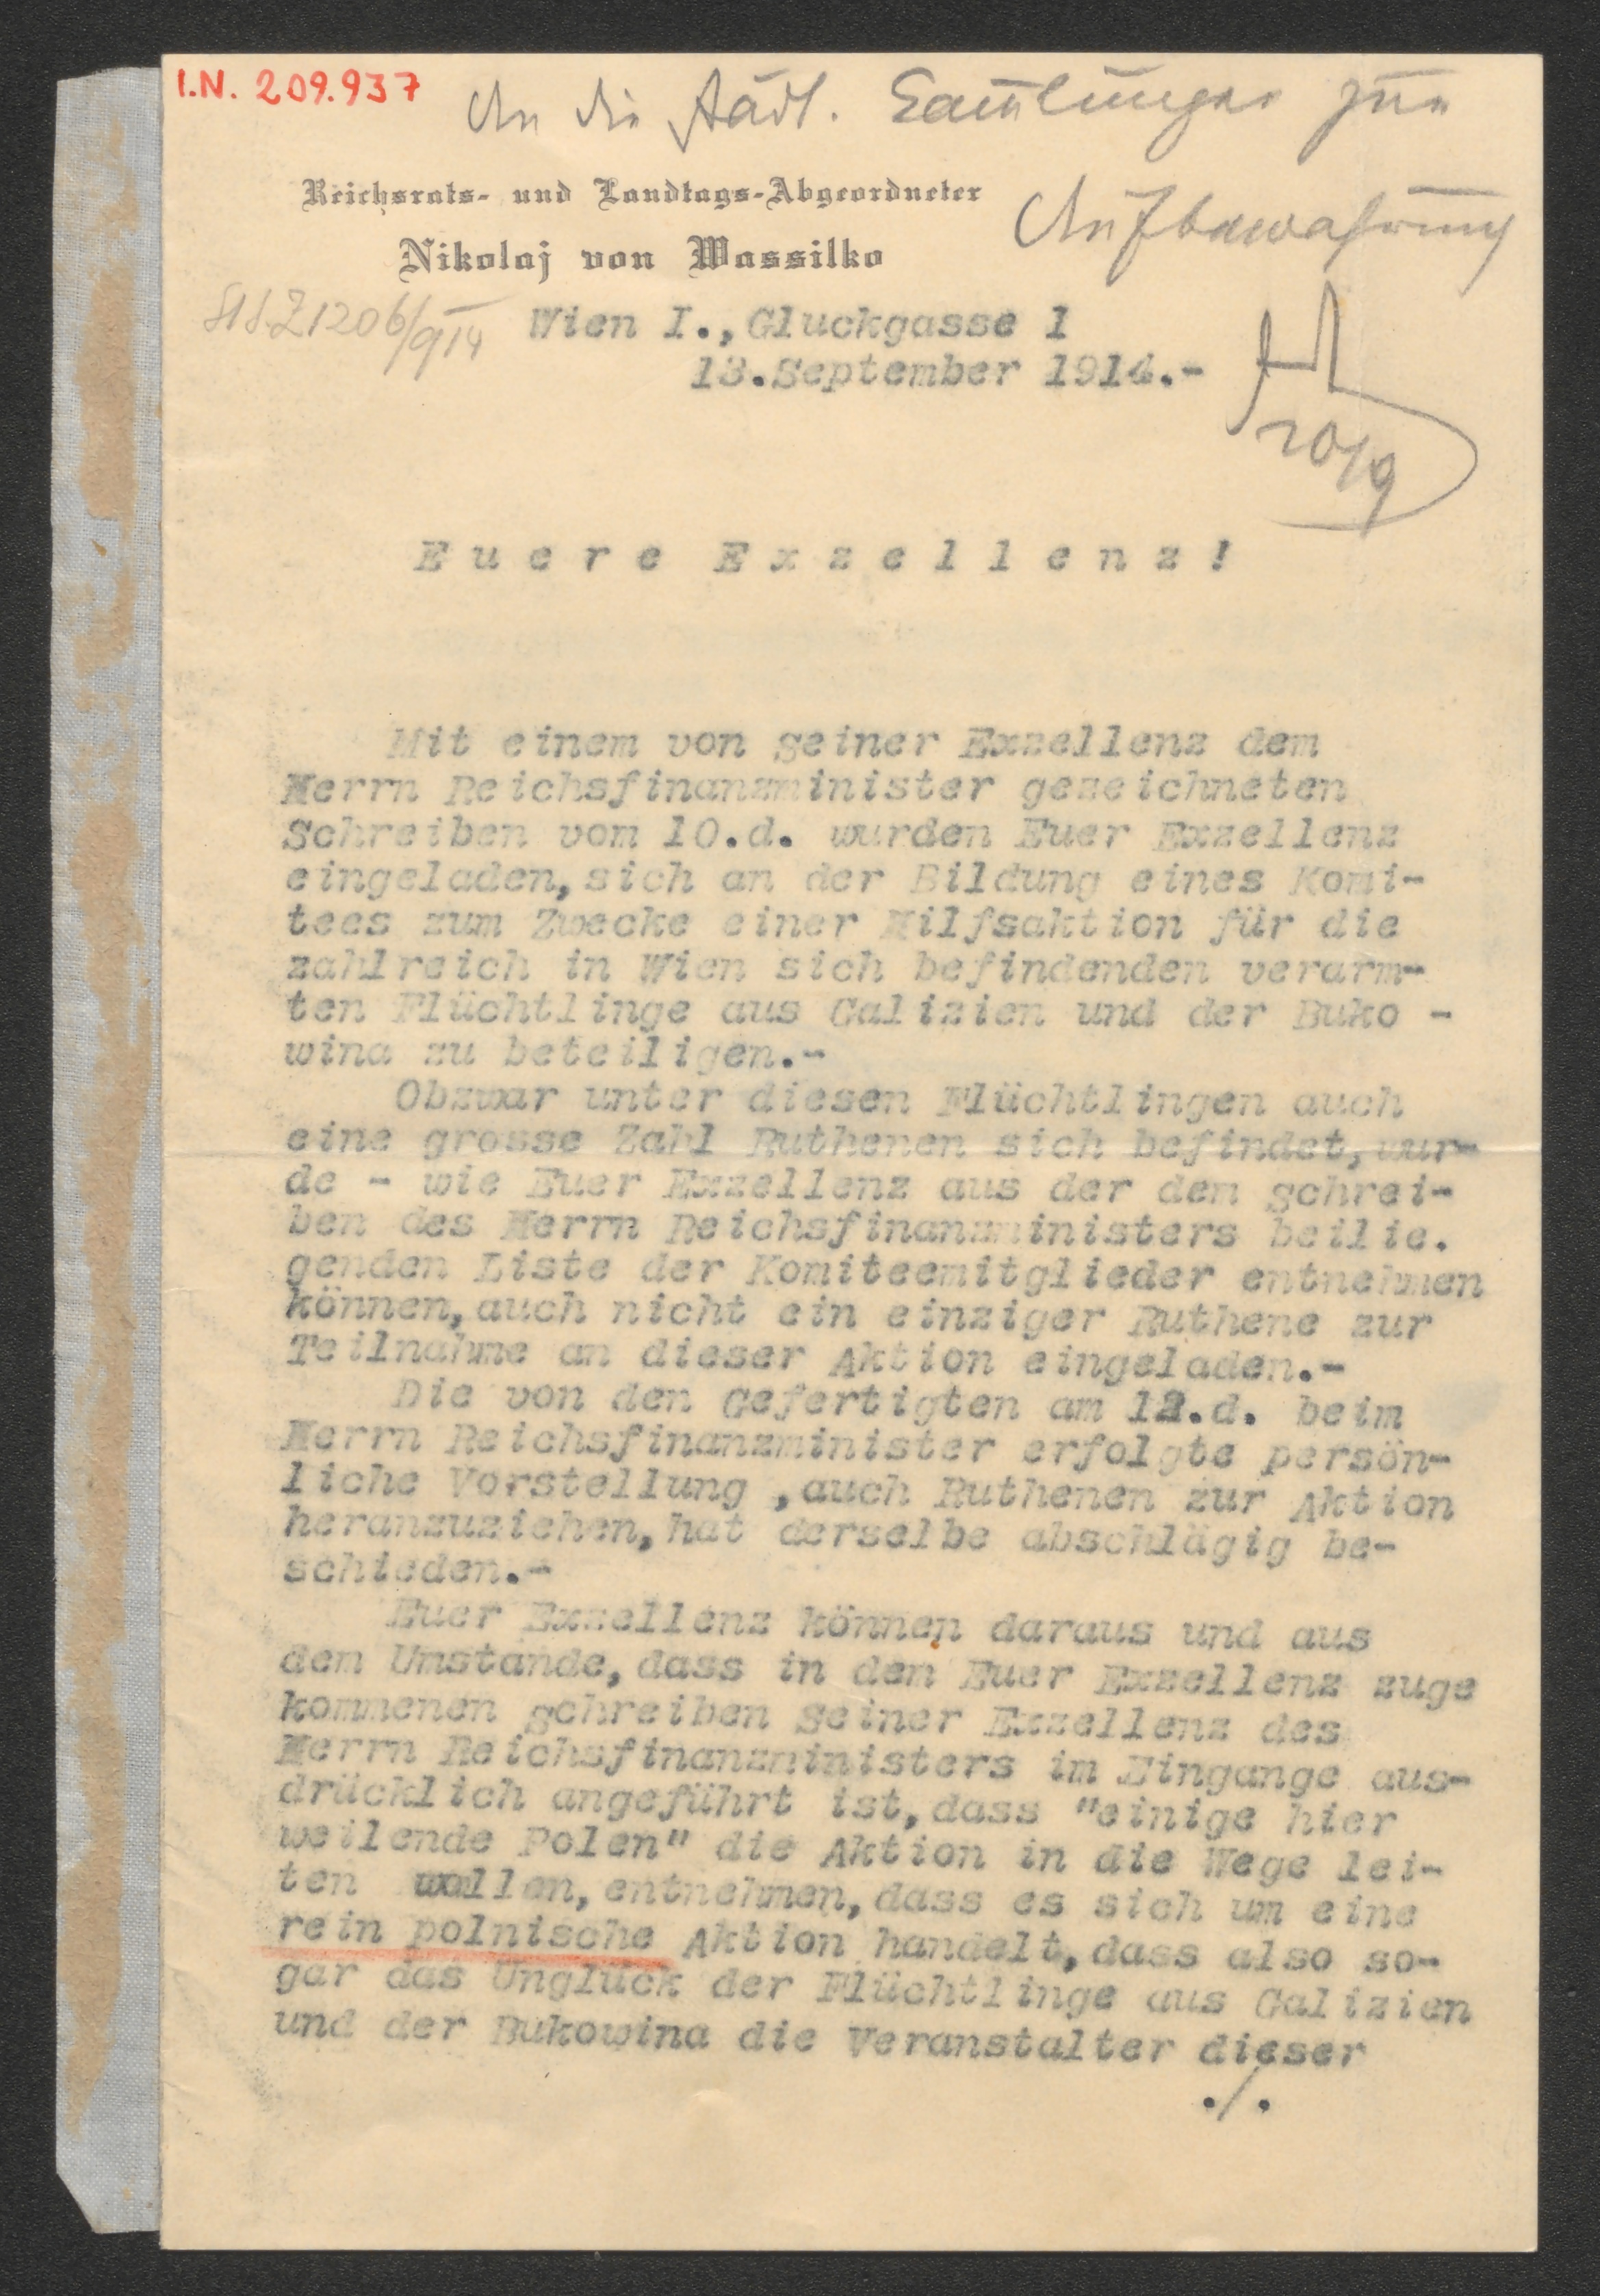 I.N. 209.937
An die städt. Sammlungen zur
Aufbewahrung
Reichsrats- und Landtags-Abgeordneter
Nikolaj von Wassilko
St.S.Z 1206/914
Wien I., Gluckgasse 1
13.September 1914.-
20/9
Euere Exzellenz!
Mit einem von Seiner Exzellenz dem
Herrn Reichsfinanzminister gezeichneten
Schreiben vom 10.d. wurden Euer Exzellenz
eingeladen, sich an der Bildung eines Komi-
tees zum Zwecke einer Hilfsaktion für die
zahlreich in Wien sich befindenden verarm-
ten Flüchtlinge aus Galizien und der Buko -
wina zu beteiligen.-
Obzwar unter diesen Flüchtlingen auch
eine grosse Zahl Ruthenen sich befindet, wur-
de - wie Euer Exzellenz aus der dem Schrei-
ben des Herrn Reichsfinanzministers beilie.
genden Liste der Komiteemitglieder entnehmen
können, auch nicht ein einziger Ruthene zur
Teilnahme an dieser Aktion eingeladen.-
Die von den Gefertigten am 12.d. beim
Herrn Reichsfinanzminister erfolgte persön-
liche Vorstellung , auch Ruthenen zur Aktion
heranzuziehen, hat derselbe abschlägig be-
schieden.-
Euer Exzellenz können daraus und aus
dem Umstande, dass in dem Euer Exzellenz zuge
kommenen Schreiben Seiner Exzellenz des
Herrn Reichsfinanzministers im Eingange aus-
drücklich angeführt ist, dass "einige hier
weilende Polen" die Aktion in die Wege lei-
ten wollen, entnehmen, dass es sich um eine
rein polnische Aktion handelt, dass also so-
gar das Unglück der Flüchtlinge aus Galizien
und der Bukowina die Veranstalter dieser
./.